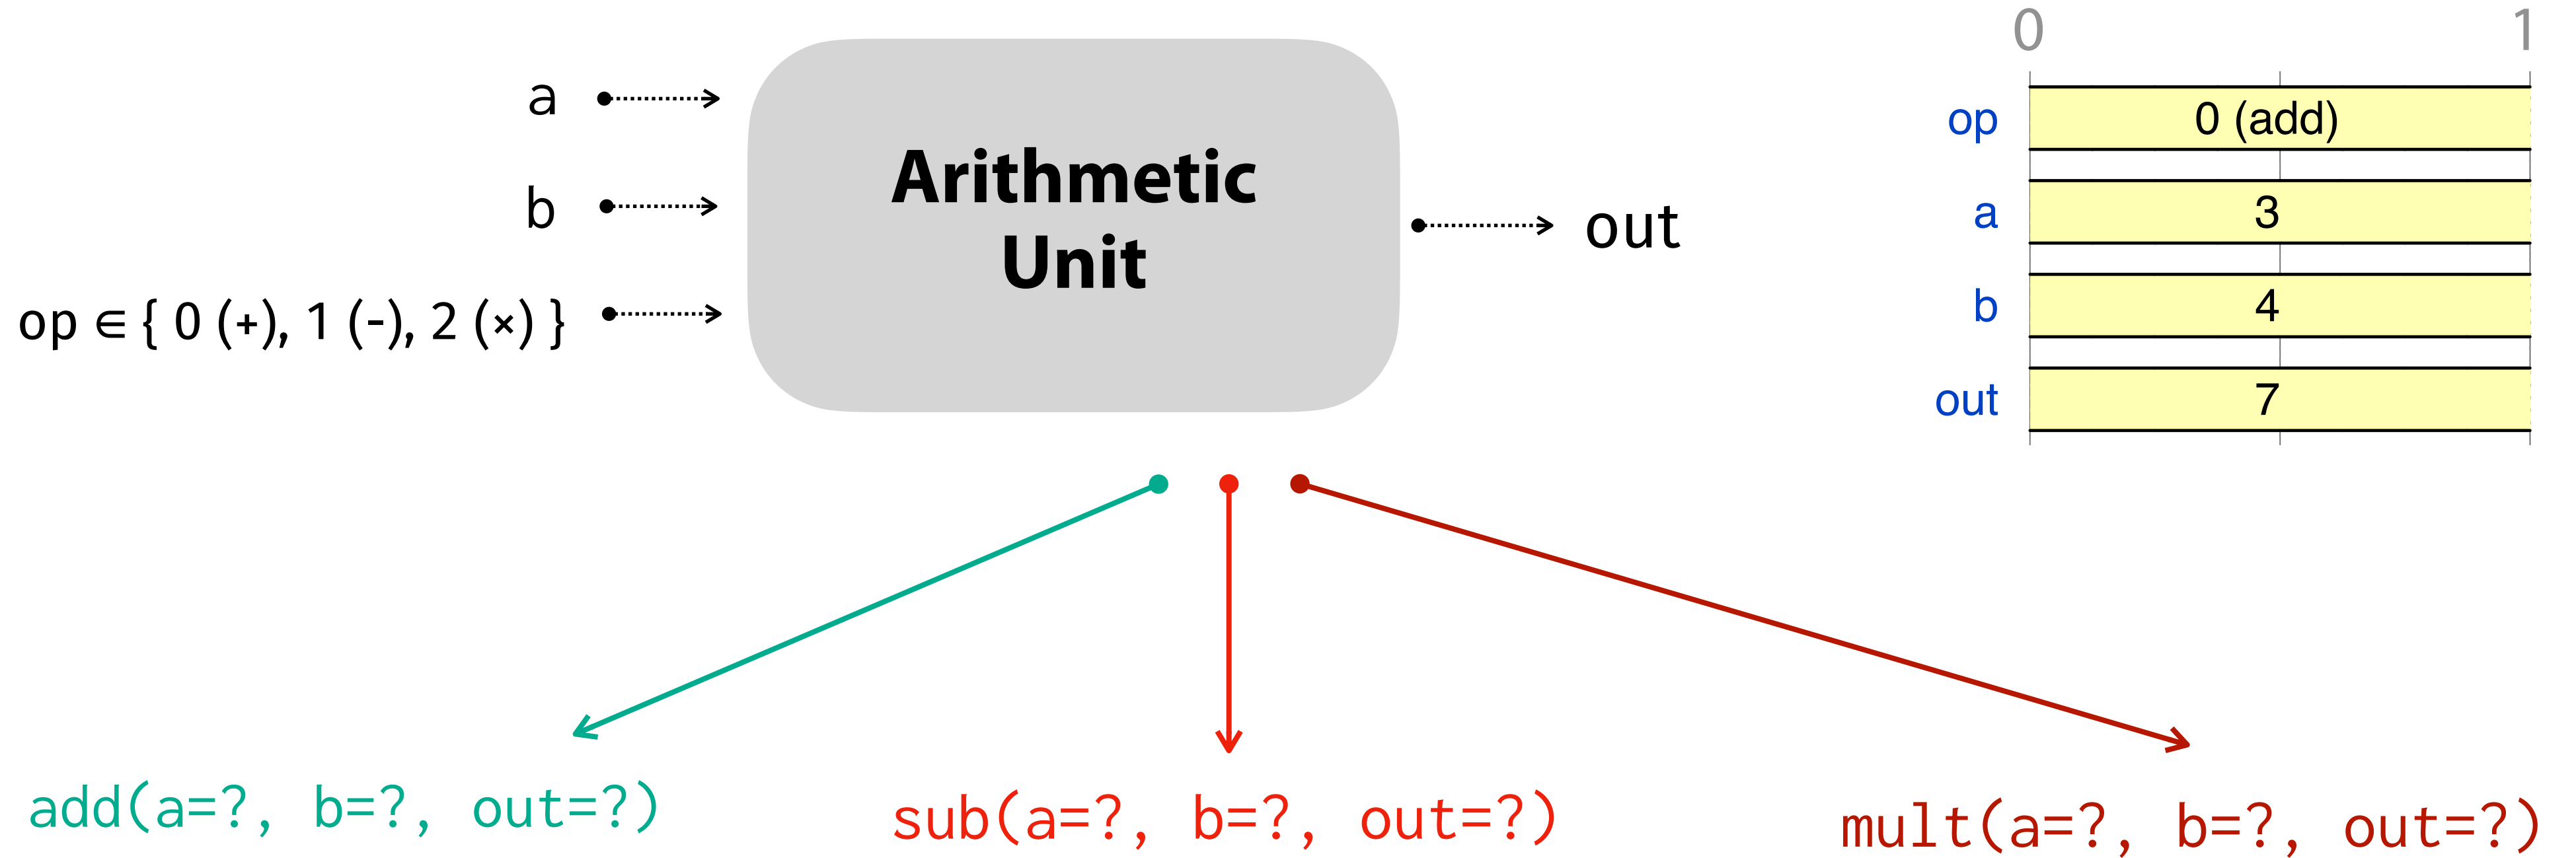 a
b
op ∈ { 0 (+), 1 (-), 2 (×) }
Arithmetic
Unit
out
0 1
op 0 (add)
a 3
b 4
out 7
add(a=?, b=?, out=?)
sub(a=?, b=?, out=?)
mult(a=?, b=?, out=?)